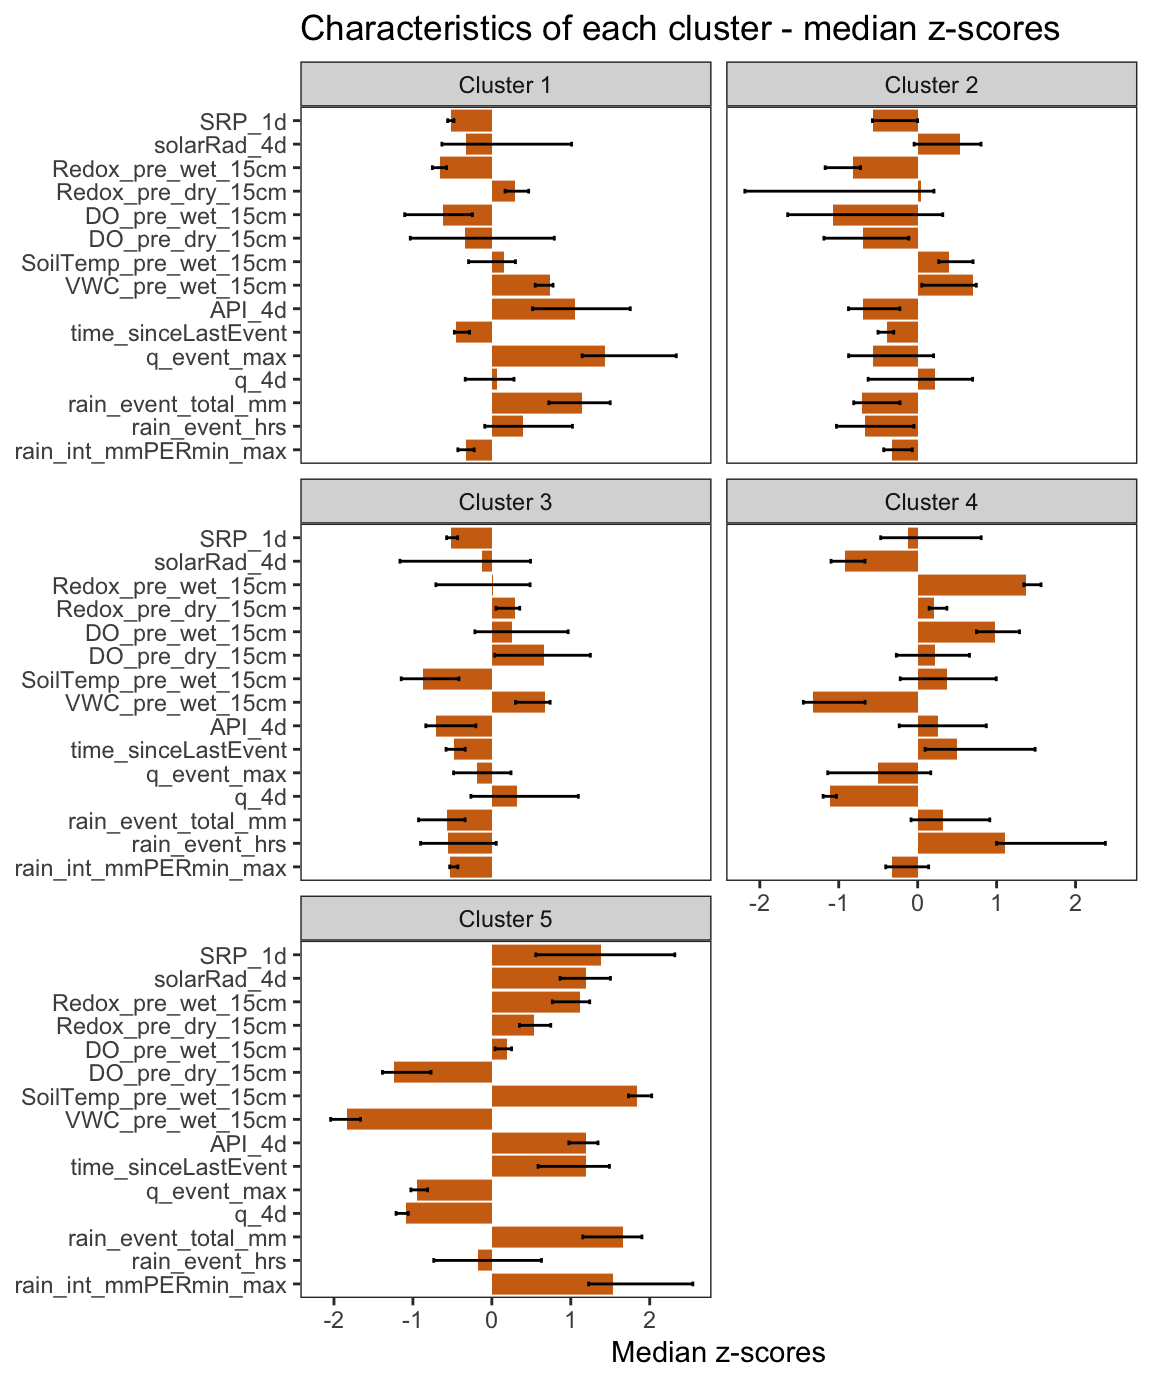 Characteristics of each cluster - median z-scores
Cluster 1
Cluster 2
SRP_1d
solarRad_4d
Redox_pre_wet_15cm
Redox_pre_dry_15cm
DO_pre_wet_15cm
DO_pre_dry_15cm
SoilTemp_pre_wet_15cm
VWC_pre_wet_15cm
API_4d
time_sinceLastEvent
q_event_max
q_4d
rain_event_total_mm
rain_event_hrs
rain_int_mmPERmin_max
Cluster 3
Cluster 4
SRP_1d
solarRad_4d
Redox_pre_wet_15cm
Redox_pre_dry_15cm
DO_pre_wet_15cm
DO_pre_dry_15cm
SoilTemp_pre_wet_15cm
VWC_pre_wet_15cm
API_4d
time_sinceLastEvent
q_event_max
q_4d
rain_event_total_mm
rain_event_hrs
rain_int_mmPERmin_max
-2 -1 0 1 2
Cluster 5
SRP_1d
solarRad_4d
Redox_pre_wet_15cm
Redox_pre_dry_15cm
DO_pre_wet_15cm
DO_pre_dry_15cm
SoilTemp_pre_wet_15cm
VWC_pre_wet_15cm
API_4d
time_sinceLastEvent
q_event_max
q_4d
rain_event_total_mm
rain_event_hrs
rain_int_mmPERmin_max
-2 -1 0 1 2
Median z-scores